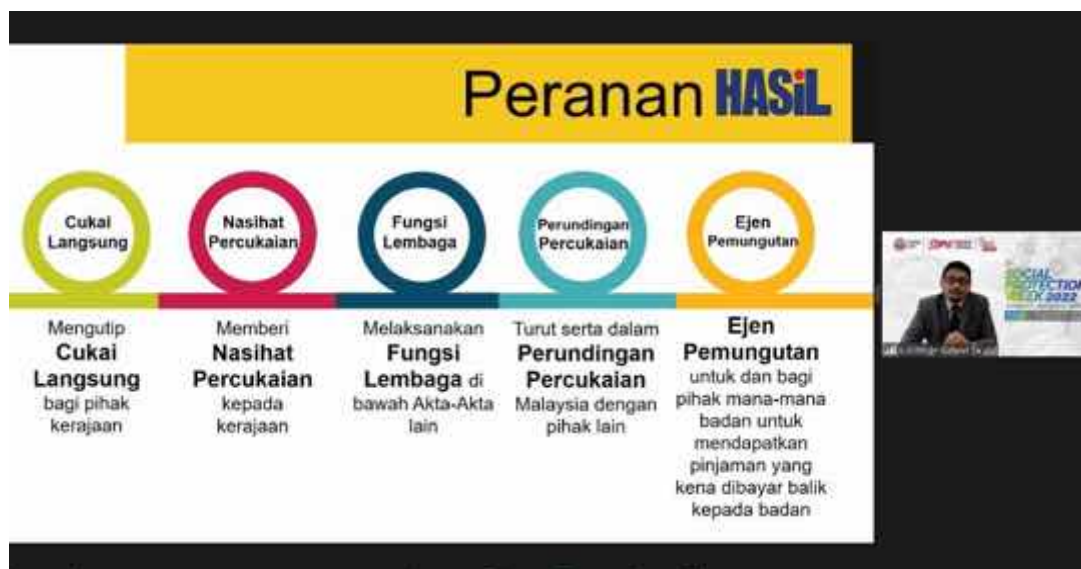 Peranan HASiL
Cukai
Langsung
Nasihat
Percukaian
Fungsi
Lembaga
Perundingan
Percukaian
Ejen
Pemungutan
Mengutip
Cukai
Langsung
bagi pihak
kerajaan
Memberi
Nasihat
Percukaian
kepada
kerajaan
Melaksanakan
Fungsi
Lembaga di
bawah Akta-Akta
lain
Turut serta dalam
Perundingan
Percukaian
Malaysia dengan
pihak lain
Ejen
Pemungutan
untuk dan bagi
pihak mana-mana
badan untuk
mendapatkan
pinjaman yang
kena dibayar balik
kepada badan
SOCIAL
PROTECTION
WEEK 2022